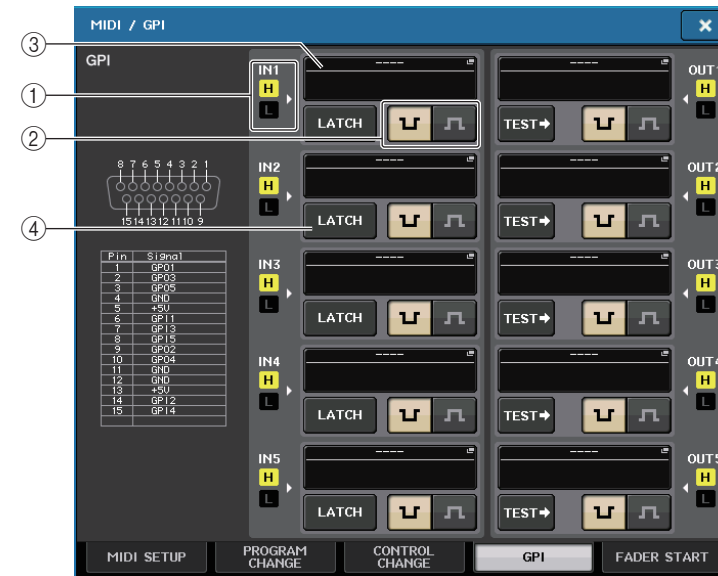 MIDI / GPI
GPI
③
①
②
④
IN1
H
L
----
LATCH
----
TEST
OUT1
H
L
8 7 6 5 4 3 2 1
15 14 13 12 11 10 9
IN2
H
L
----
LATCH
----
TEST
OUT2
H
L
Pin Signal
1 GPO1
2 GPO3
3 GPO5
4 GND
5 +5V
6 GPI1
7 GPI3
8 GPI5
9 GPO2
10 GPO4
11 GND
12 GND
13 +5V
14 GPI2
15 GPI4
IN3
H
L
----
LATCH
----
TEST
OUT3
H
L
IN4
H
L
----
LATCH
----
TEST
OUT4
H
L
IN5
H
L
----
LATCH
----
TEST
OUT5
H
L
MIDI SETUP
PROGRAM
CHANGE
CONTROL
CHANGE
GPI
FADER START